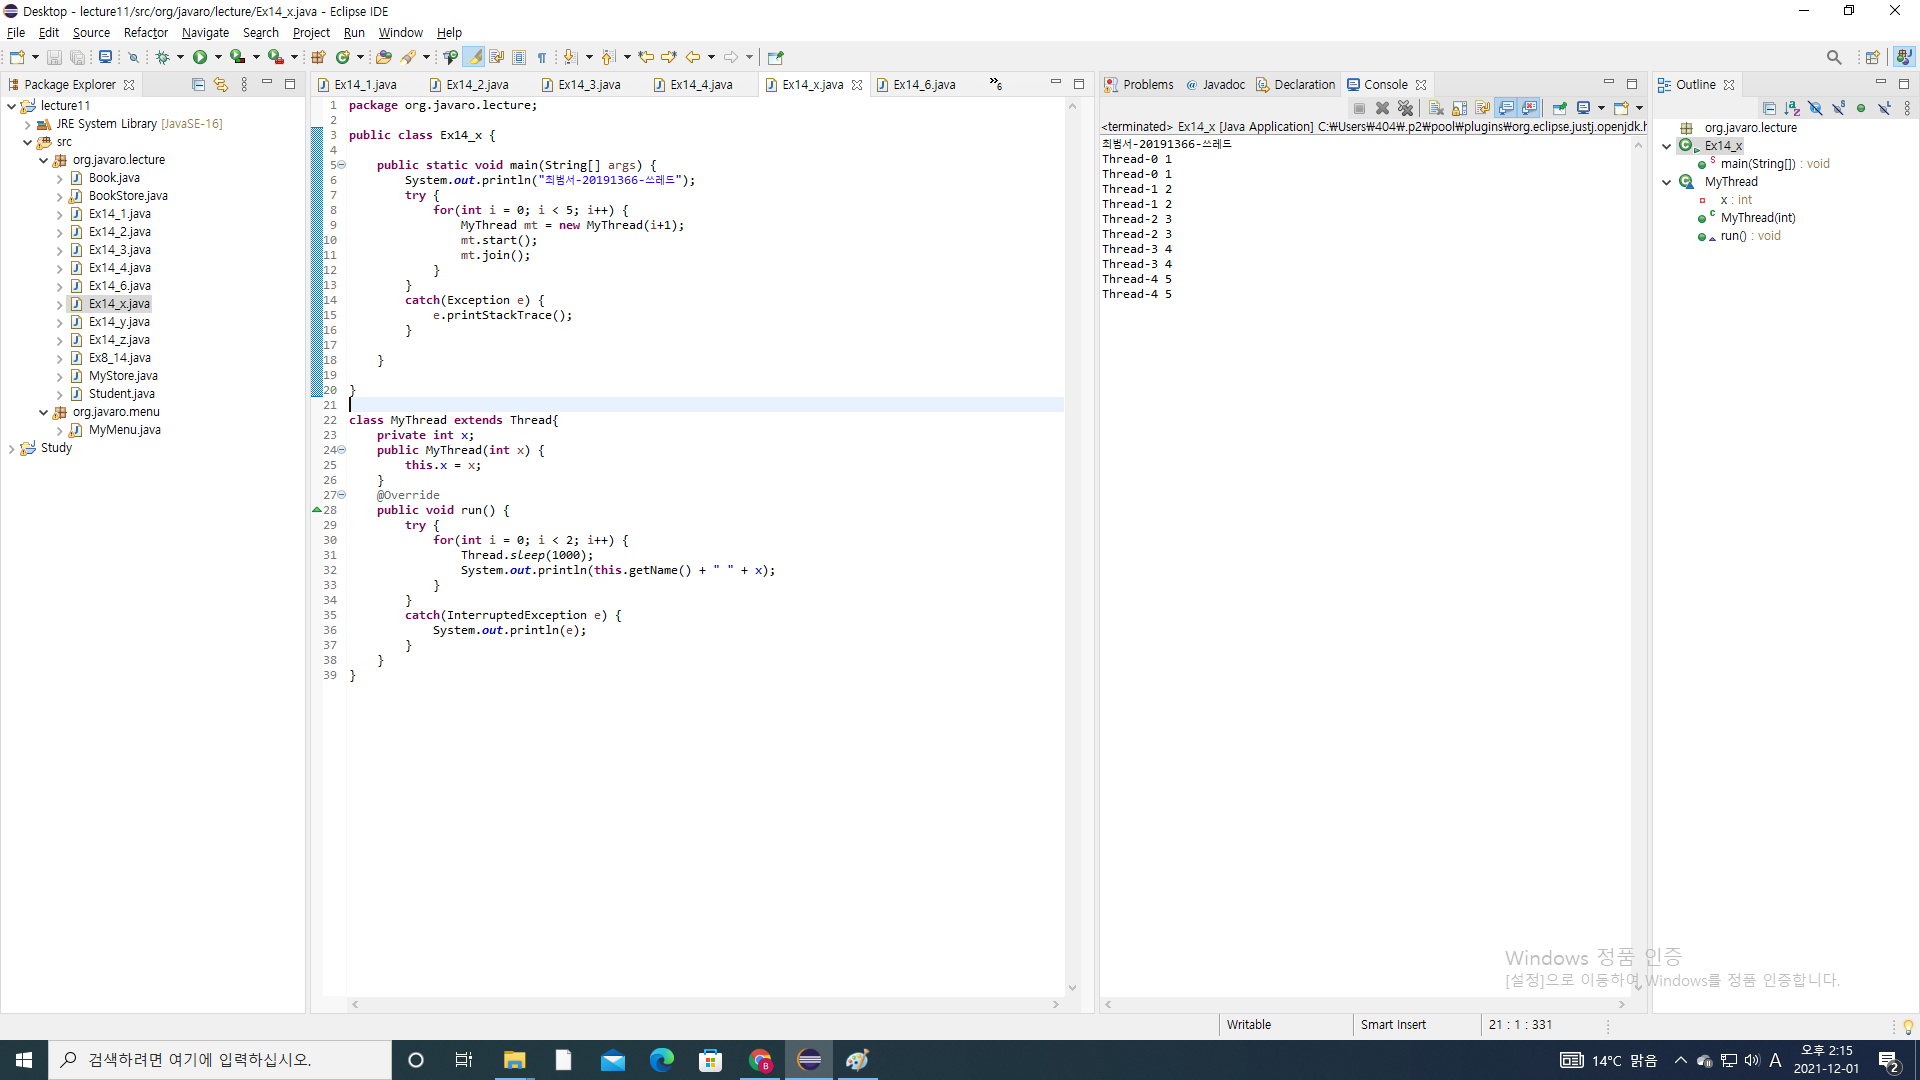 Desktop - lecture11/src/org/javaro/lecture/Ex14_x.java - Eclipse IDE
File Edit Source Refactor Navigate Search Project Run Window Help
Package Explorer
lecture11
JRE System Library [JavaSE-16]
src
org.javaro.lecture
Book.java
BookStore.java
Ex14_1.java
Ex14_2.java
Ex14_3.java
Ex14_4.java
Ex14_6.java
Ex14_x.java
Ex14_y.java
Ex14_z.java
Ex8_14.java
MyStore.java
Student.java
org.javaro.menu
MyMenu.java
Study
Ex14_1.java Ex14_2.java Ex14_3.java Ex14_4.java Ex14_x.java Ex14_6.java »6
1 package org.javaro.lecture;
2
3 public class Ex14_x {
4
5 public static void main(String[] args) {
6 System.out.println("최범서-20191366-쓰레드");
7 try {
8 for(int i = 0; i < 5; i++) {
9 MyThread mt = new MyThread(i+1);
10 mt.start();
11 mt.join();
12 }
13 }
14 catch(Exception e) {
15 e.printStackTrace();
16 }
17
18 }
19
20 }
21
22 class MyThread extends Thread{
23 private int x;
24 public MyThread(int x) {
25 this.x = x;
26 }
27 @Override
28 public void run() {
29 try {
30 for(int i = 0; i < 2; i++) {
31 Thread.sleep(1000);
32 System.out.println(this.getName() + " " + x);
33 }
34 }
35 catch(InterruptedException e) {
36 System.out.println(e);
37 }
38 }
39 }
Problems @ Javadoc Declaration Console
<terminated> Ex14_x [Java Application] C:₩Users₩404₩.p2₩pool₩plugins₩org.eclipse.justj.openjdk.h
최범서-20191366-쓰레드
Thread-0 1
Thread-0 1
Thread-1 2
Thread-1 2
Thread-2 3
Thread-2 3
Thread-3 4
Thread-3 4
Thread-4 5
Thread-4 5
Outline
org.javaro.lecture
Ex14_x
main(String[]) : void
MyThread
x : int
MyThread(int)
run() : void
Windows 정품 인증
[설정]으로 이동하여 Windows를 정품 인증합니다.
Writable Smart Insert 21 : 1 : 331
검색하려면 여기에 입력하십시오.
14°C 맑음
A
오후 2:15
2021-12-01
2